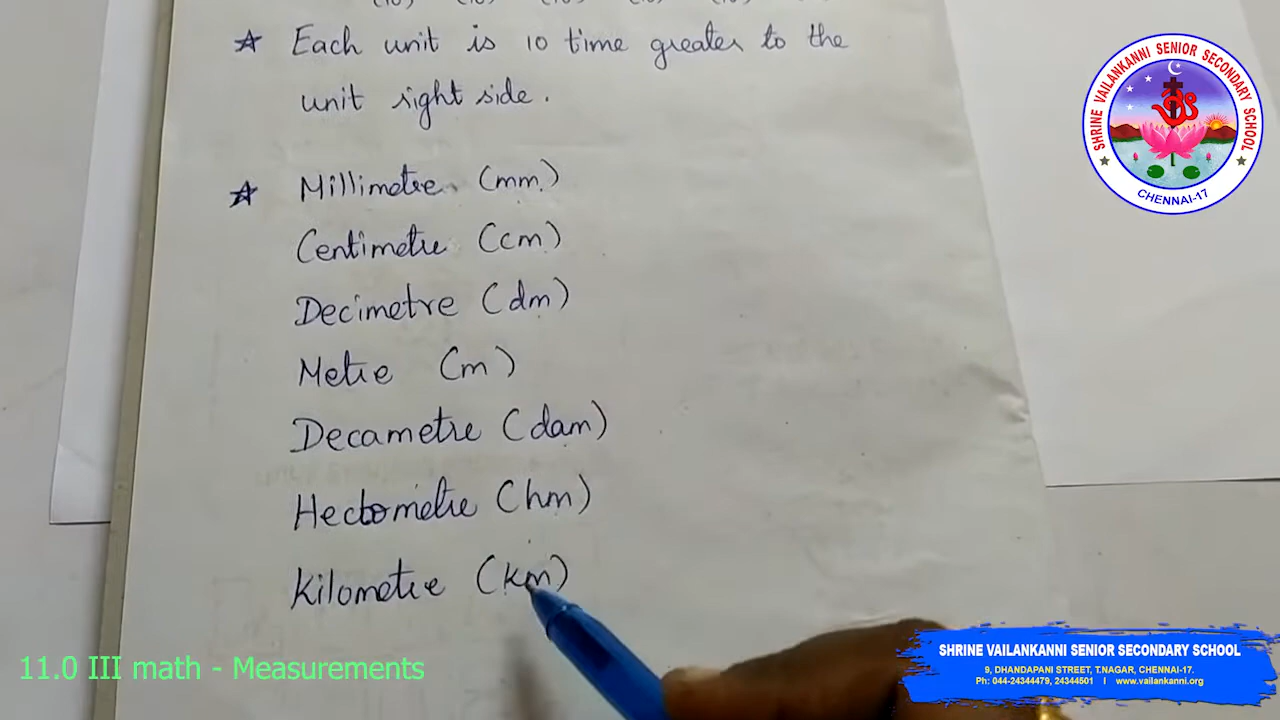 ☆ Each unit is 10 time greater to the
unit right side.
☆ Millimetre (mm)
Centimetre (cm)
Decimetre (dm)
Metre (m)
Decametre (dam)
Hectometre (hm)
Kilometre (km)
SHRINE VAILANKANNI SENIOR SECONDARY SCHOOL
CHENNAI-17
11.0 III math - Measurements
SHRINE VAILANKANNI SENIOR SECONDARY SCHOOL
9, DHANDAPANI STREET, T.NAGAR, CHENNAI-17.
Ph: 044-24344479, 24344501 I www.vailankanni.org